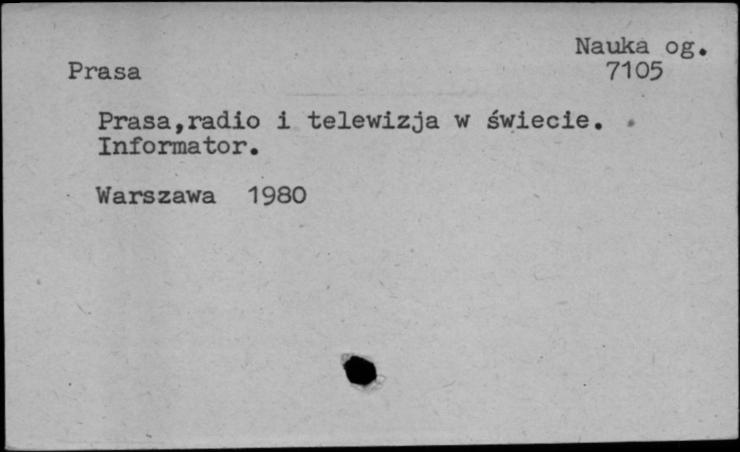 Nauka og.
Prasa 7105
Prasa,radio i telewizja w świecie.
Informator.
Warszawa 1980